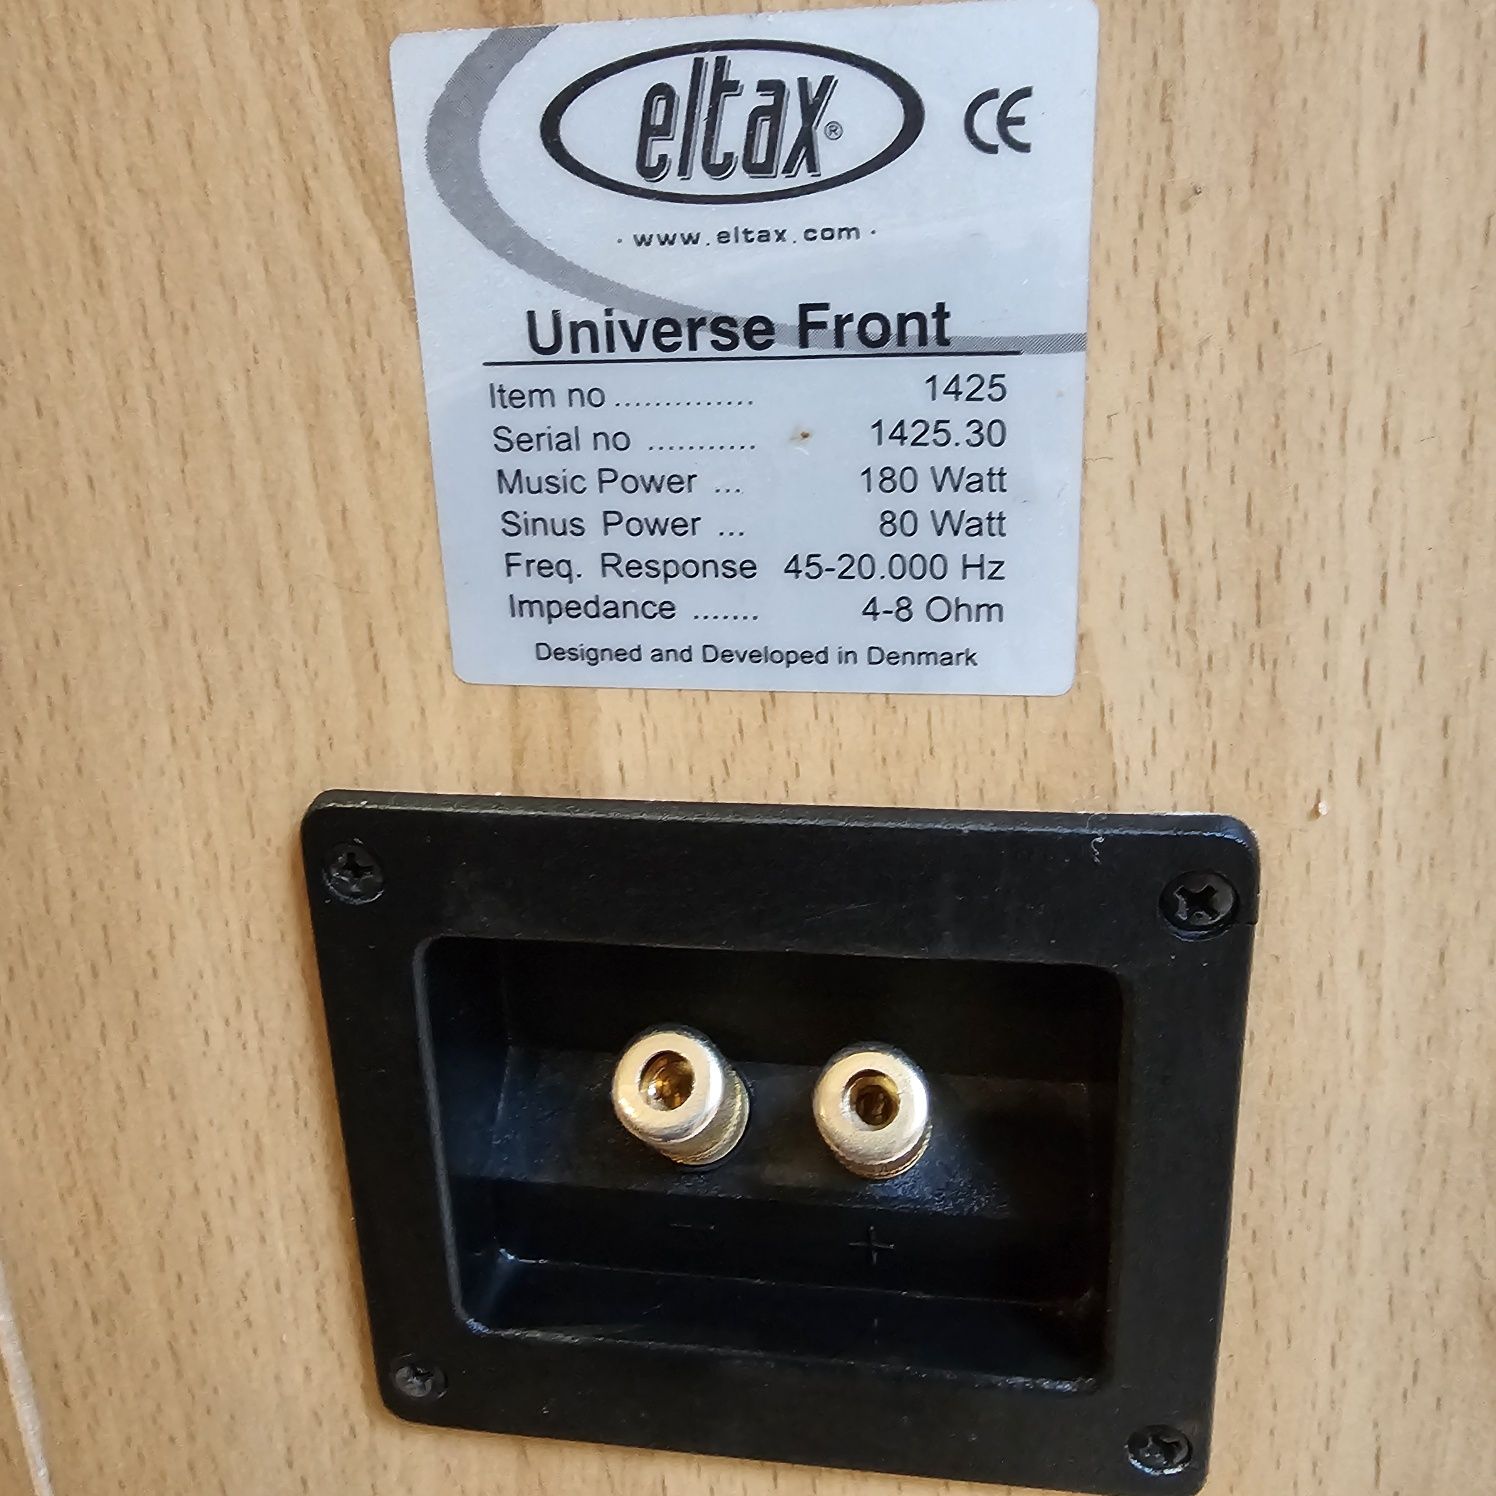 eltax®
CE
· www.eltax.com ·
Universe Front
Item no .............. 1425
Serial no ........... 1425.30
Music Power ... 180 Watt
Sinus Power ... 80 Watt
Freq. Response 45-20.000 Hz
Impedance ....... 4-8 Ohm
Designed and Developed in Denmark
- +